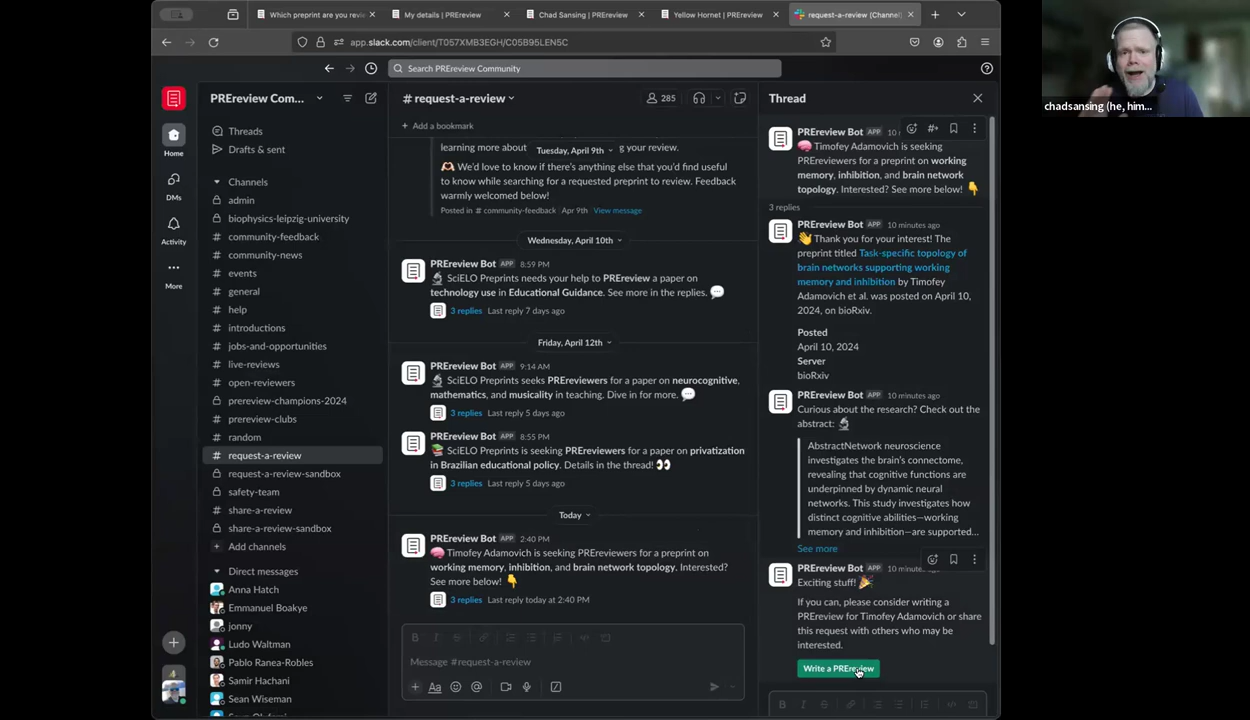 Which preprint are you revi
My details | PREreview
Chad Sansing | PREreview
Yellow Hornet | PREreview
request-a-review (Channel)
app.slack.com/client/T057XMB3EGH/C05B95LEN5C
Search PREreview Community
PREreview Com...
Home
DMs
Activity
More
Threads
Drafts & sent
Channels
admin
biophysics-leipzig-university
# community-feedback
# community-news
# events
# general
# help
# introductions
# jobs-and-opportunities
# live-reviews
# open-reviewers
prereview-champions-2024
# prereview-clubs
# random
# request-a-review
request-a-review-sandbox
safety-team
# share-a-review
share-a-review-sandbox
Add channels
Direct messages
Anna Hatch
Emmanuel Boakye
jonny
Ludo Waltman
Pablo Ranea-Robles
Samir Hachani
Sean Wiseman
# request-a-review
285
+ Add a bookmark
learning more about
Tuesday, April 9th
g your review.
🫶 We'd love to know if there's anything else that you'd find useful
to know while searching for a requested preprint to review. Feedback
warmly welcomed below!
Posted in # community-feedback | Apr 9th | View message
Wednesday, April 10th
PREreview Bot APP 8:59 PM
🔬 SciELO Preprints needs your help to PREreview a paper on
technology use in Educational Guidance. See more in the replies. 💬
3 replies Last reply 7 days ago
Friday, April 12th
PREreview Bot APP 9:14 AM
🔬 SciELO Preprints seeks PREreviewers for a paper on neurocognitive,
mathematics, and musicality in teaching. Dive in for more. 💬
3 replies Last reply 5 days ago
PREreview Bot APP 8:55 PM
📚 SciELO Preprints is seeking PREreviewers for a paper on privatization
in Brazilian educational policy. Details in the thread! 👀
3 replies Last reply 5 days ago
Today
PREreview Bot APP 2:40 PM
🧠 Timofey Adamovich is seeking PREreviewers for a preprint on
working memory, inhibition, and brain network topology. Interested?
See more below! 👇
3 replies Last reply today at 2:40 PM
Message #request-a-review
Aa
Thread
PREreview Bot APP 10
🧠 Timofey Adamovich is seeking
PREreviewers for a preprint on working
memory, inhibition, and brain network
topology. Interested? See more below! 👇
3 replies
PREreview Bot APP 10 minutes ago
👋 Thank you for your interest! The
preprint titled Task-specific topology of
brain networks supporting working
memory and inhibition by Timofey
Adamovich et al. was posted on April 10,
2024, on bioRxiv.
Posted
April 10, 2024
Server
bioRxiv
PREreview Bot APP 10 minutes ago
Curious about the research? Check out the
abstract: 🔬
AbstractNetwork neuroscience
investigates the brain's connectome,
revealing that cognitive functions are
underpinned by dynamic neural
networks. This study investigates how
distinct cognitive abilities—working
memory and inhibition—are supported...
See more
PREreview Bot APP 10 minutes
Exciting stuff! 🎉
If you can, please consider writing a
PREreview for Timofey Adamovich or share
this request with others who may be
interested.
Write a PREreview
chadsansing (he, him...